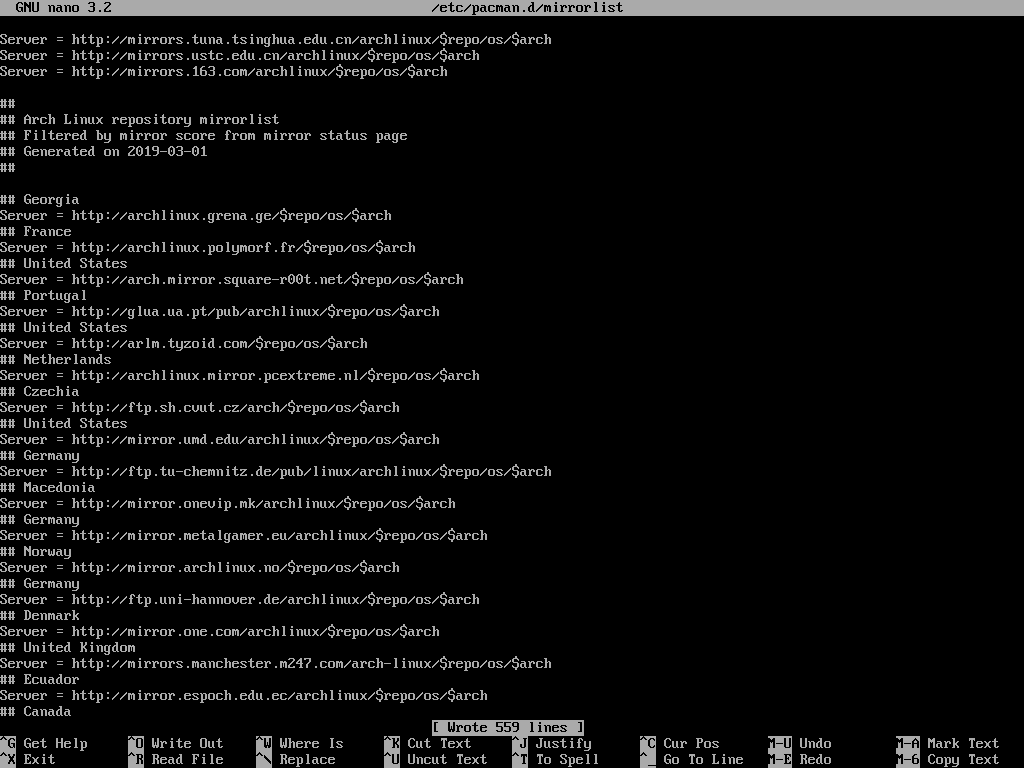 GNU nano 3.2 /etc/pacman.d/mirrorlist
Server = http://mirrors.tuna.tsinghua.edu.cn/archlinux/$repo/os/$arch
Server = http://mirrors.ustc.edu.cn/archlinux/$repo/os/$arch
Server = http://mirrors.163.com/archlinux/$repo/os/$arch
##
## Arch Linux repository mirrorlist
## Filtered by mirror score from mirror status page
## Generated on 2019-03-01
##
## Georgia
Server = http://archlinux.grena.ge/$repo/os/$arch
## France
Server = http://archlinux.polymorf.fr/$repo/os/$arch
## United States
Server = http://arch.mirror.square-r00t.net/$repo/os/$arch
## Portugal
Server = http://glua.ua.pt/pub/archlinux/$repo/os/$arch
## United States
Server = http://arlm.tyzoid.com/$repo/os/$arch
## Netherlands
Server = http://archlinux.mirror.pcextreme.nl/$repo/os/$arch
## Czechia
Server = http://ftp.sh.cvut.cz/arch/$repo/os/$arch
## United States
Server = http://mirror.umd.edu/archlinux/$repo/os/$arch
## Germany
Server = http://ftp.tu-chemnitz.de/pub/linux/archlinux/$repo/os/$arch
## Macedonia
Server = http://mirror.onevip.mk/archlinux/$repo/os/$arch
## Germany
Server = http://mirror.metalgamer.eu/archlinux/$repo/os/$arch
## Norway
Server = http://mirror.archlinux.no/$repo/os/$arch
## Germany
Server = http://ftp.uni-hannover.de/archlinux/$repo/os/$arch
## Denmark
Server = http://mirror.one.com/archlinux/$repo/os/$arch
## United Kingdom
Server = http://mirrors.manchester.m247.com/arch-linux/$repo/os/$arch
## Ecuador
Server = http://mirror.espoch.edu.ec/archlinux/$repo/os/$arch
## Canada
[ Wrote 559 lines ]
^G Get Help ^O Write Out ^W Where Is ^K Cut Text ^J Justify ^C Cur Pos M-U Undo M-A Mark Text
^X Exit ^R Read File ^\ Replace ^U Uncut Text ^T To Spell ^_ Go To Line M-E Redo M-6 Copy Text